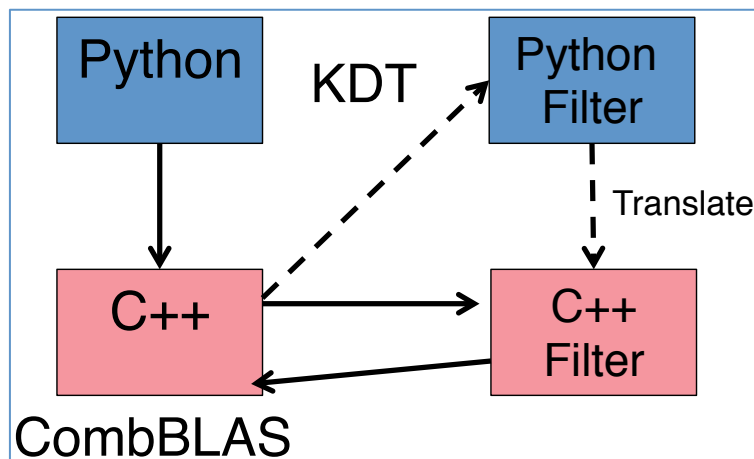 Python
KDT
Python
Filter
Translate
C++
C++
Filter
CombBLAS